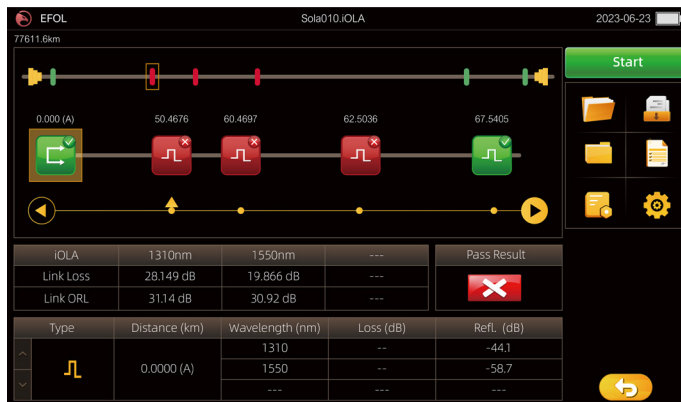 EFOL Sola010.iOLA 2023-06-23
77611.6km
Start
0.000 (A) 50.4676 60.4697 62.5036 67.5405
iOLA 1310nm 1550nm --- Pass Result
Link Loss 28.149 dB 19.866 dB ---
Link ORL 31.14 dB 30.92 dB ---
Type Distance (km) Wavelength (nm) Loss (dB) Refl. (dB)
1310 -- -44.1
0.0000 (A) 1550 -- -58.7
--- --- ---